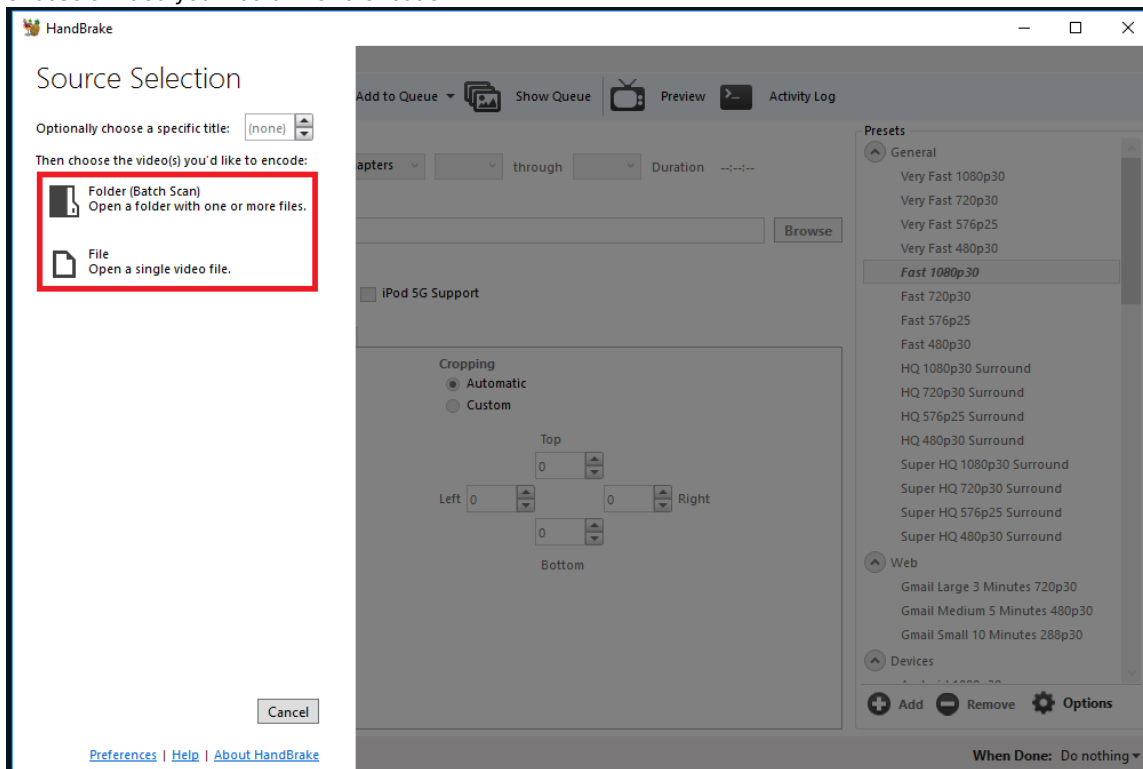 HandBrake
Source Selection
Optionally choose a specific title: (none)
Then choose the video(s) you'd like to encode:
Folder (Batch Scan)
Open a folder with one or more files.
File
Open a single video file.
Cancel
Preferences | Help | About HandBrake
Add to Queue Show Queue Preview Activity Log
apters through Duration --:--:--
Browse
iPod 5G Support
Cropping
Automatic
Custom
Top
0
Left 0 0 Right
0
Bottom
Presets
General
Very Fast 1080p30
Very Fast 720p30
Very Fast 576p25
Very Fast 480p30
Fast 1080p30
Fast 720p30
Fast 576p25
Fast 480p30
HQ 1080p30 Surround
HQ 720p30 Surround
HQ 576p25 Surround
HQ 480p30 Surround
Super HQ 1080p30 Surround
Super HQ 720p30 Surround
Super HQ 576p25 Surround
Super HQ 480p30 Surround
Web
Gmail Large 3 Minutes 720p30
Gmail Medium 5 Minutes 480p30
Gmail Small 10 Minutes 288p30
Devices
Add Remove Options
When Done: Do nothing